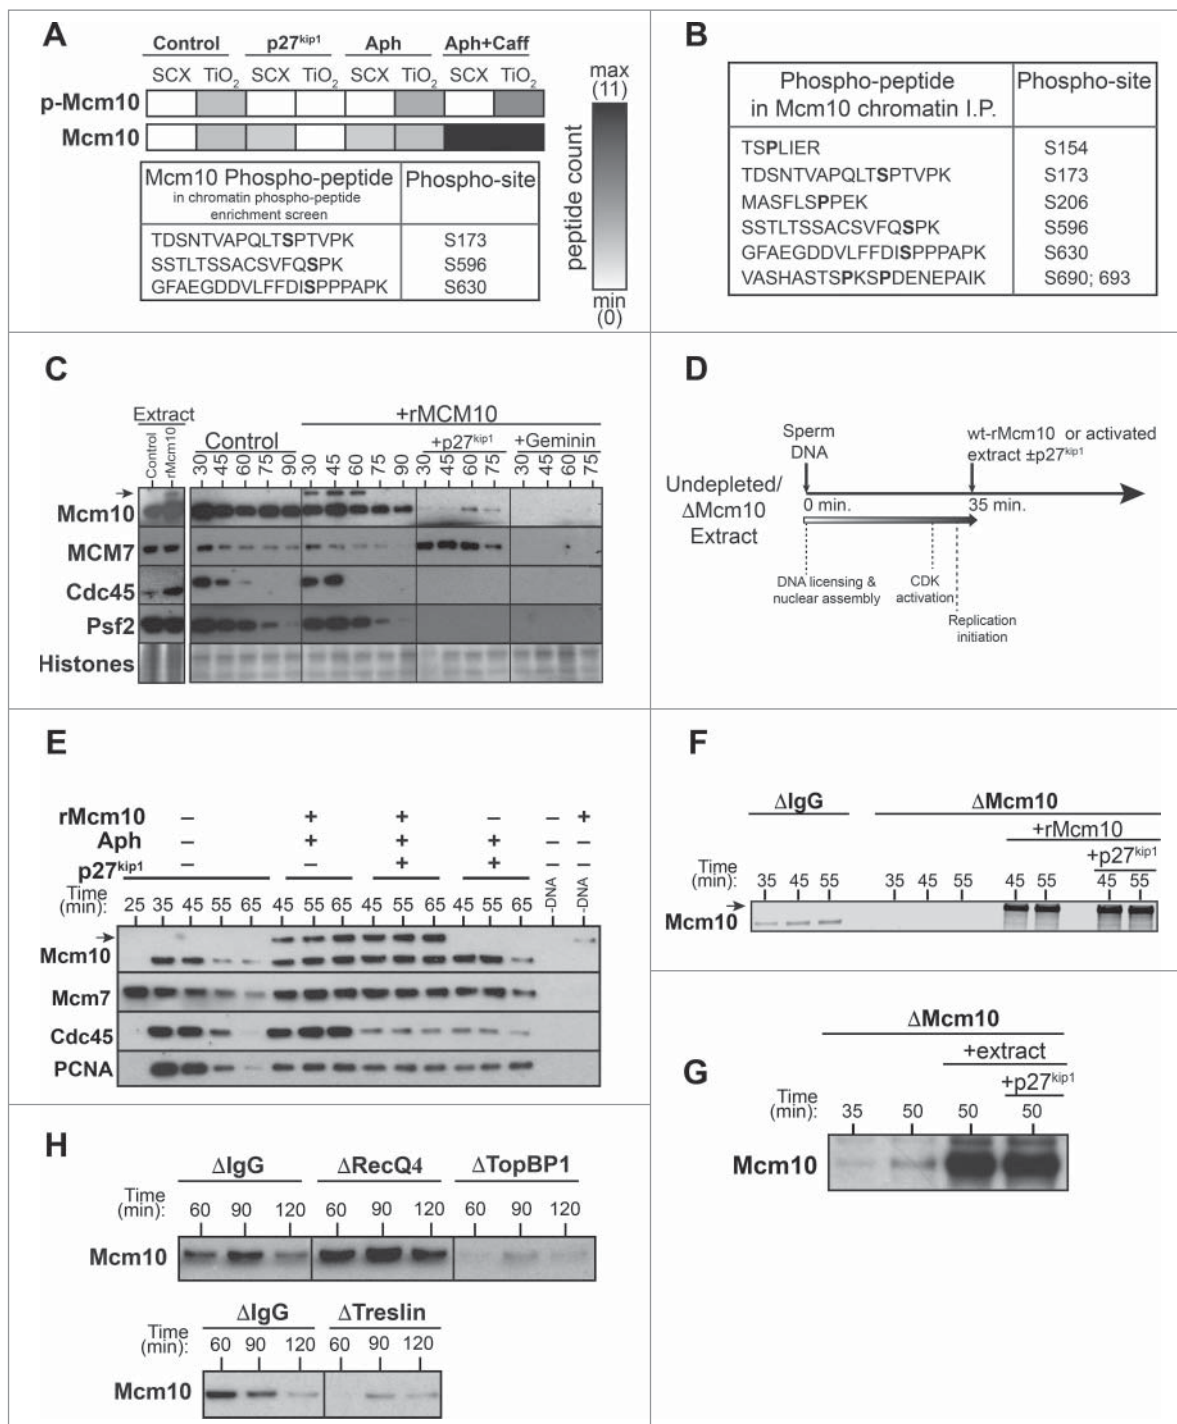 A
Control p27kip1 Aph Aph+Caff
SCX TiO2 SCX TiO2 SCX TiO2 SCX TiO2
p-Mcm10
Mcm10
max
(11)
peptide count
min
(0)
Mcm10 Phospho-peptide Phospho-site
in chromatin phospho-peptide
enrichment screen
TDSNTVAPQLTSPTVPK S173
SSTLTSSACSVFQSPK S596
GFAEGDDVLFFDISPPPAPK S630
B
Phospho-peptide Phospho-site
in Mcm10 chromatin I.P.
TSPLIER S154
TDSNTVAPQLTSPTVPK S173
MASFLSPPEK S206
SSTLTSSACSVFQSPK S596
GFAEGDDVLFFDISPPPAPK S630
VASHASTSPKSPDENEPAIK S690; 693
C
Extract +rMCM10
Control rMcm10 Control +p27kip1 +Geminin
30 45 60 75 90 30 45 60 75 90 30 45 60 75 30 45 60 75
Mcm10
MCM7
Cdc45
Psf2
Histones
D
Sperm
DNA
wt-rMcm10 or activated
extract ±p27kip1
Undepleted/
ΔMcm10
Extract
0 min. 35 min.
DNA licensing &
nuclear assembly
CDK
activation
Replication
initiation
E
rMcm10 – + + – – +
Aph – + + + – –
p27kip1 – – + + – –
Time
(min): 25 35 45 55 65 45 55 65 45 55 65 45 55 65 -DNA -DNA
Mcm10
Mcm7
Cdc45
PCNA
F
ΔIgG ΔMcm10
+rMcm10
+p27kip1
Time
(min): 35 45 55 35 45 55 45 55 45 55
Mcm10
G
ΔMcm10
+extract
+p27kip1
Time
(min): 35 50 50 50
Mcm10
H
ΔIgG ΔRecQ4 ΔTopBP1
Time
(min): 60 90 120 60 90 120 60 90 120
Mcm10
ΔIgG ΔTreslin
Time
(min): 60 90 120 60 90 120
Mcm10